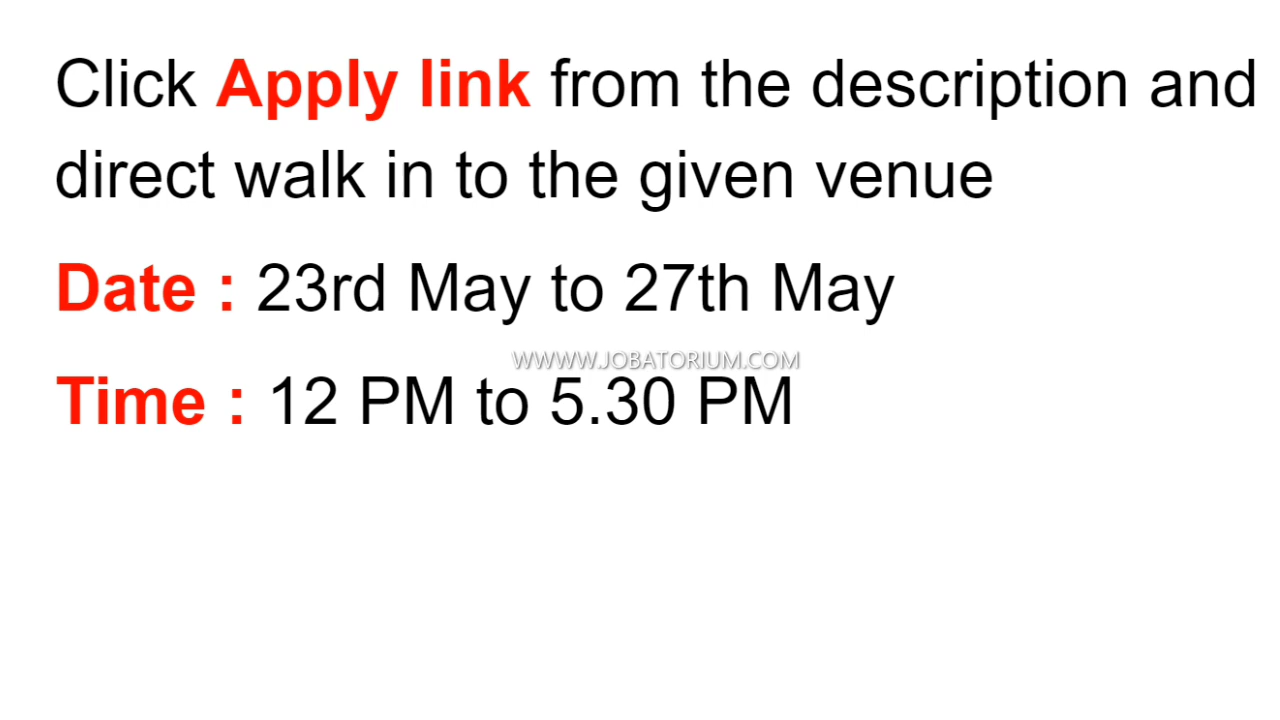 Click Apply link from the description and
direct walk in to the given venue
Date : 23rd May to 27th May
WWWW.JOBATORIUM.COM
Time : 12 PM to 5.30 PM